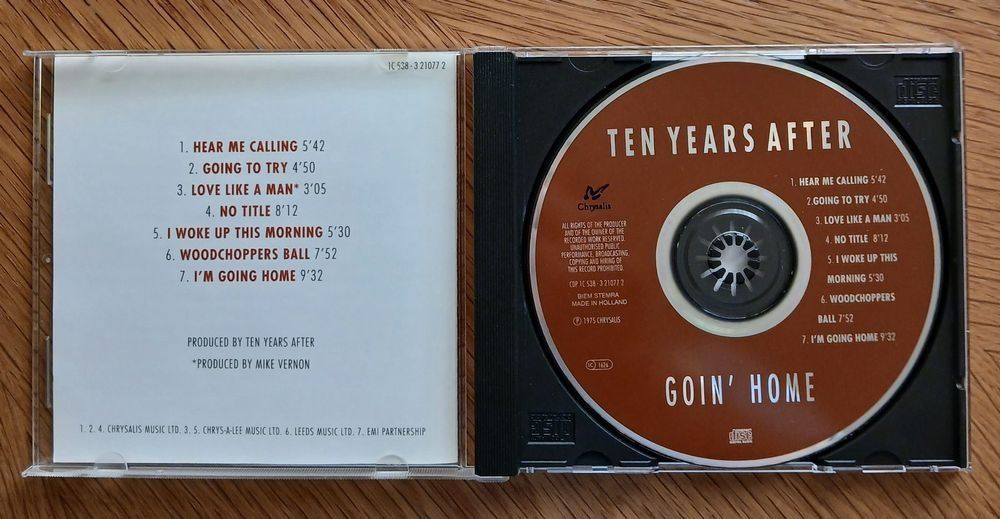 1C 538 - 3 21077 2
1. HEAR ME CALLING 5'42
2. GOING TO TRY 4'50
3. LOVE LIKE A MAN* 3'05
4. NO TITLE 8'12
5. I WOKE UP THIS MORNING 5'30
6. WOODCHOPPERS BALL 7'52
7. I'M GOING HOME 9'32
PRODUCED BY TEN YEARS AFTER
*PRODUCED BY MIKE VERNON
1. 2. 4. CHRYSALIS MUSIC LTD. 3. 5. CHRYS-A-LEE MUSIC LTD. 6. LEEDS MUSIC LTD. 7. EMI PARTNERSHIP
TEN YEARS AFTER
Chrysalis
ALL RIGHTS OF THE PRODUCER
AND OF THE OWNER OF THE
RECORDED WORK RESERVED.
UNAUTHORISED PUBLIC
PERFORMANCE, BROADCASTING,
COPYING AND HIRING OF
THIS RECORD PROHIBITED.
CDP 1C 538 - 3 21077 2
BIEM STEMRA
MADE IN HOLLAND
℗ 1975 CHRYSALIS
LC 1626
1. HEAR ME CALLING 5'42
2.GOING TO TRY 4'50
3. LOVE LIKE A MAN 3'05
4. NO TITLE 8'12
5. I WOKE UP THIS
MORNING 5'30
6. WOODCHOPPERS
BALL 7'52
7. I'M GOING HOME 9'32
GOIN' HOME
COMPACT
disc
DIGITAL AUDIO
disc
disc